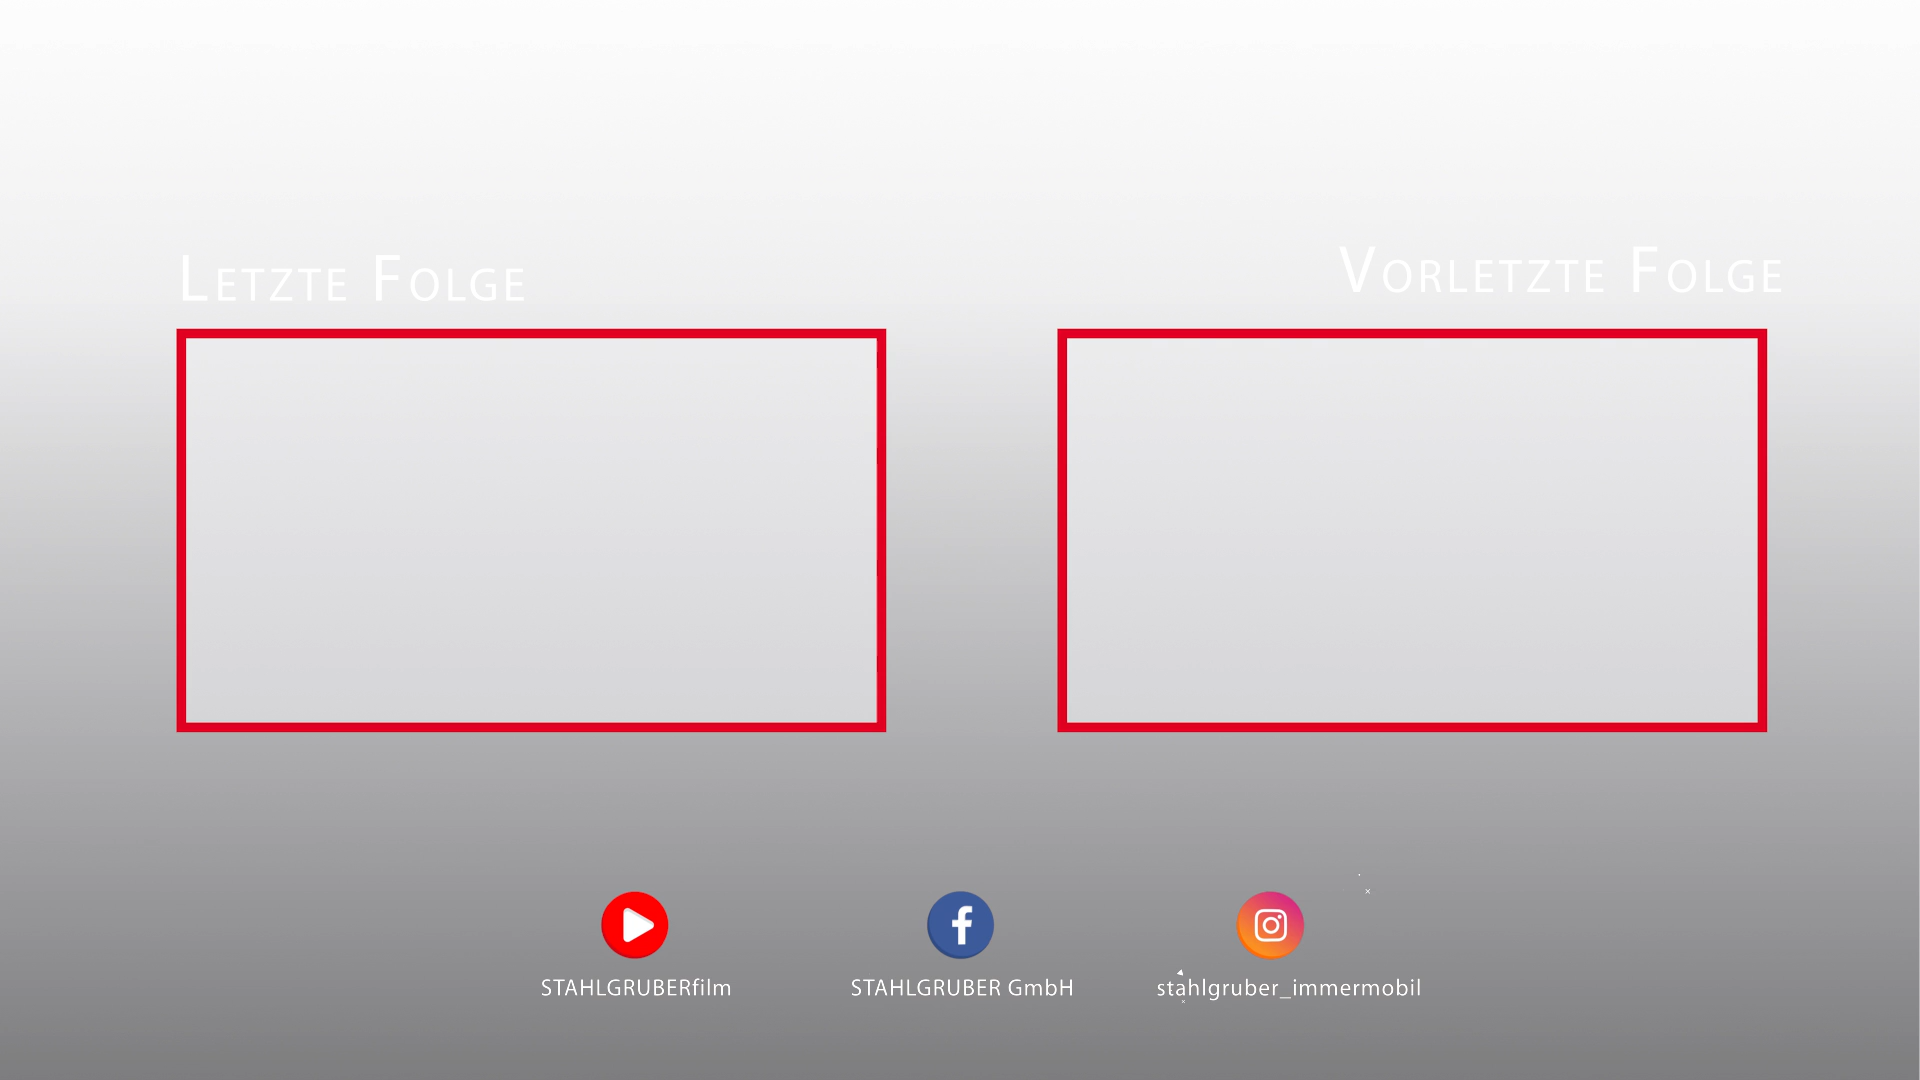 Letzte Folge
Vorletzte Folge
STAHLGRUBERfilm
STAHLGRUBER GmbH
stahlgruber_immermobil